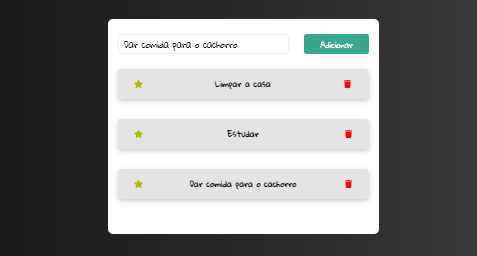 Dar comida para o cachorro
Adicionar
Limpar a casa
Estudar
Dar comida para o cachorro